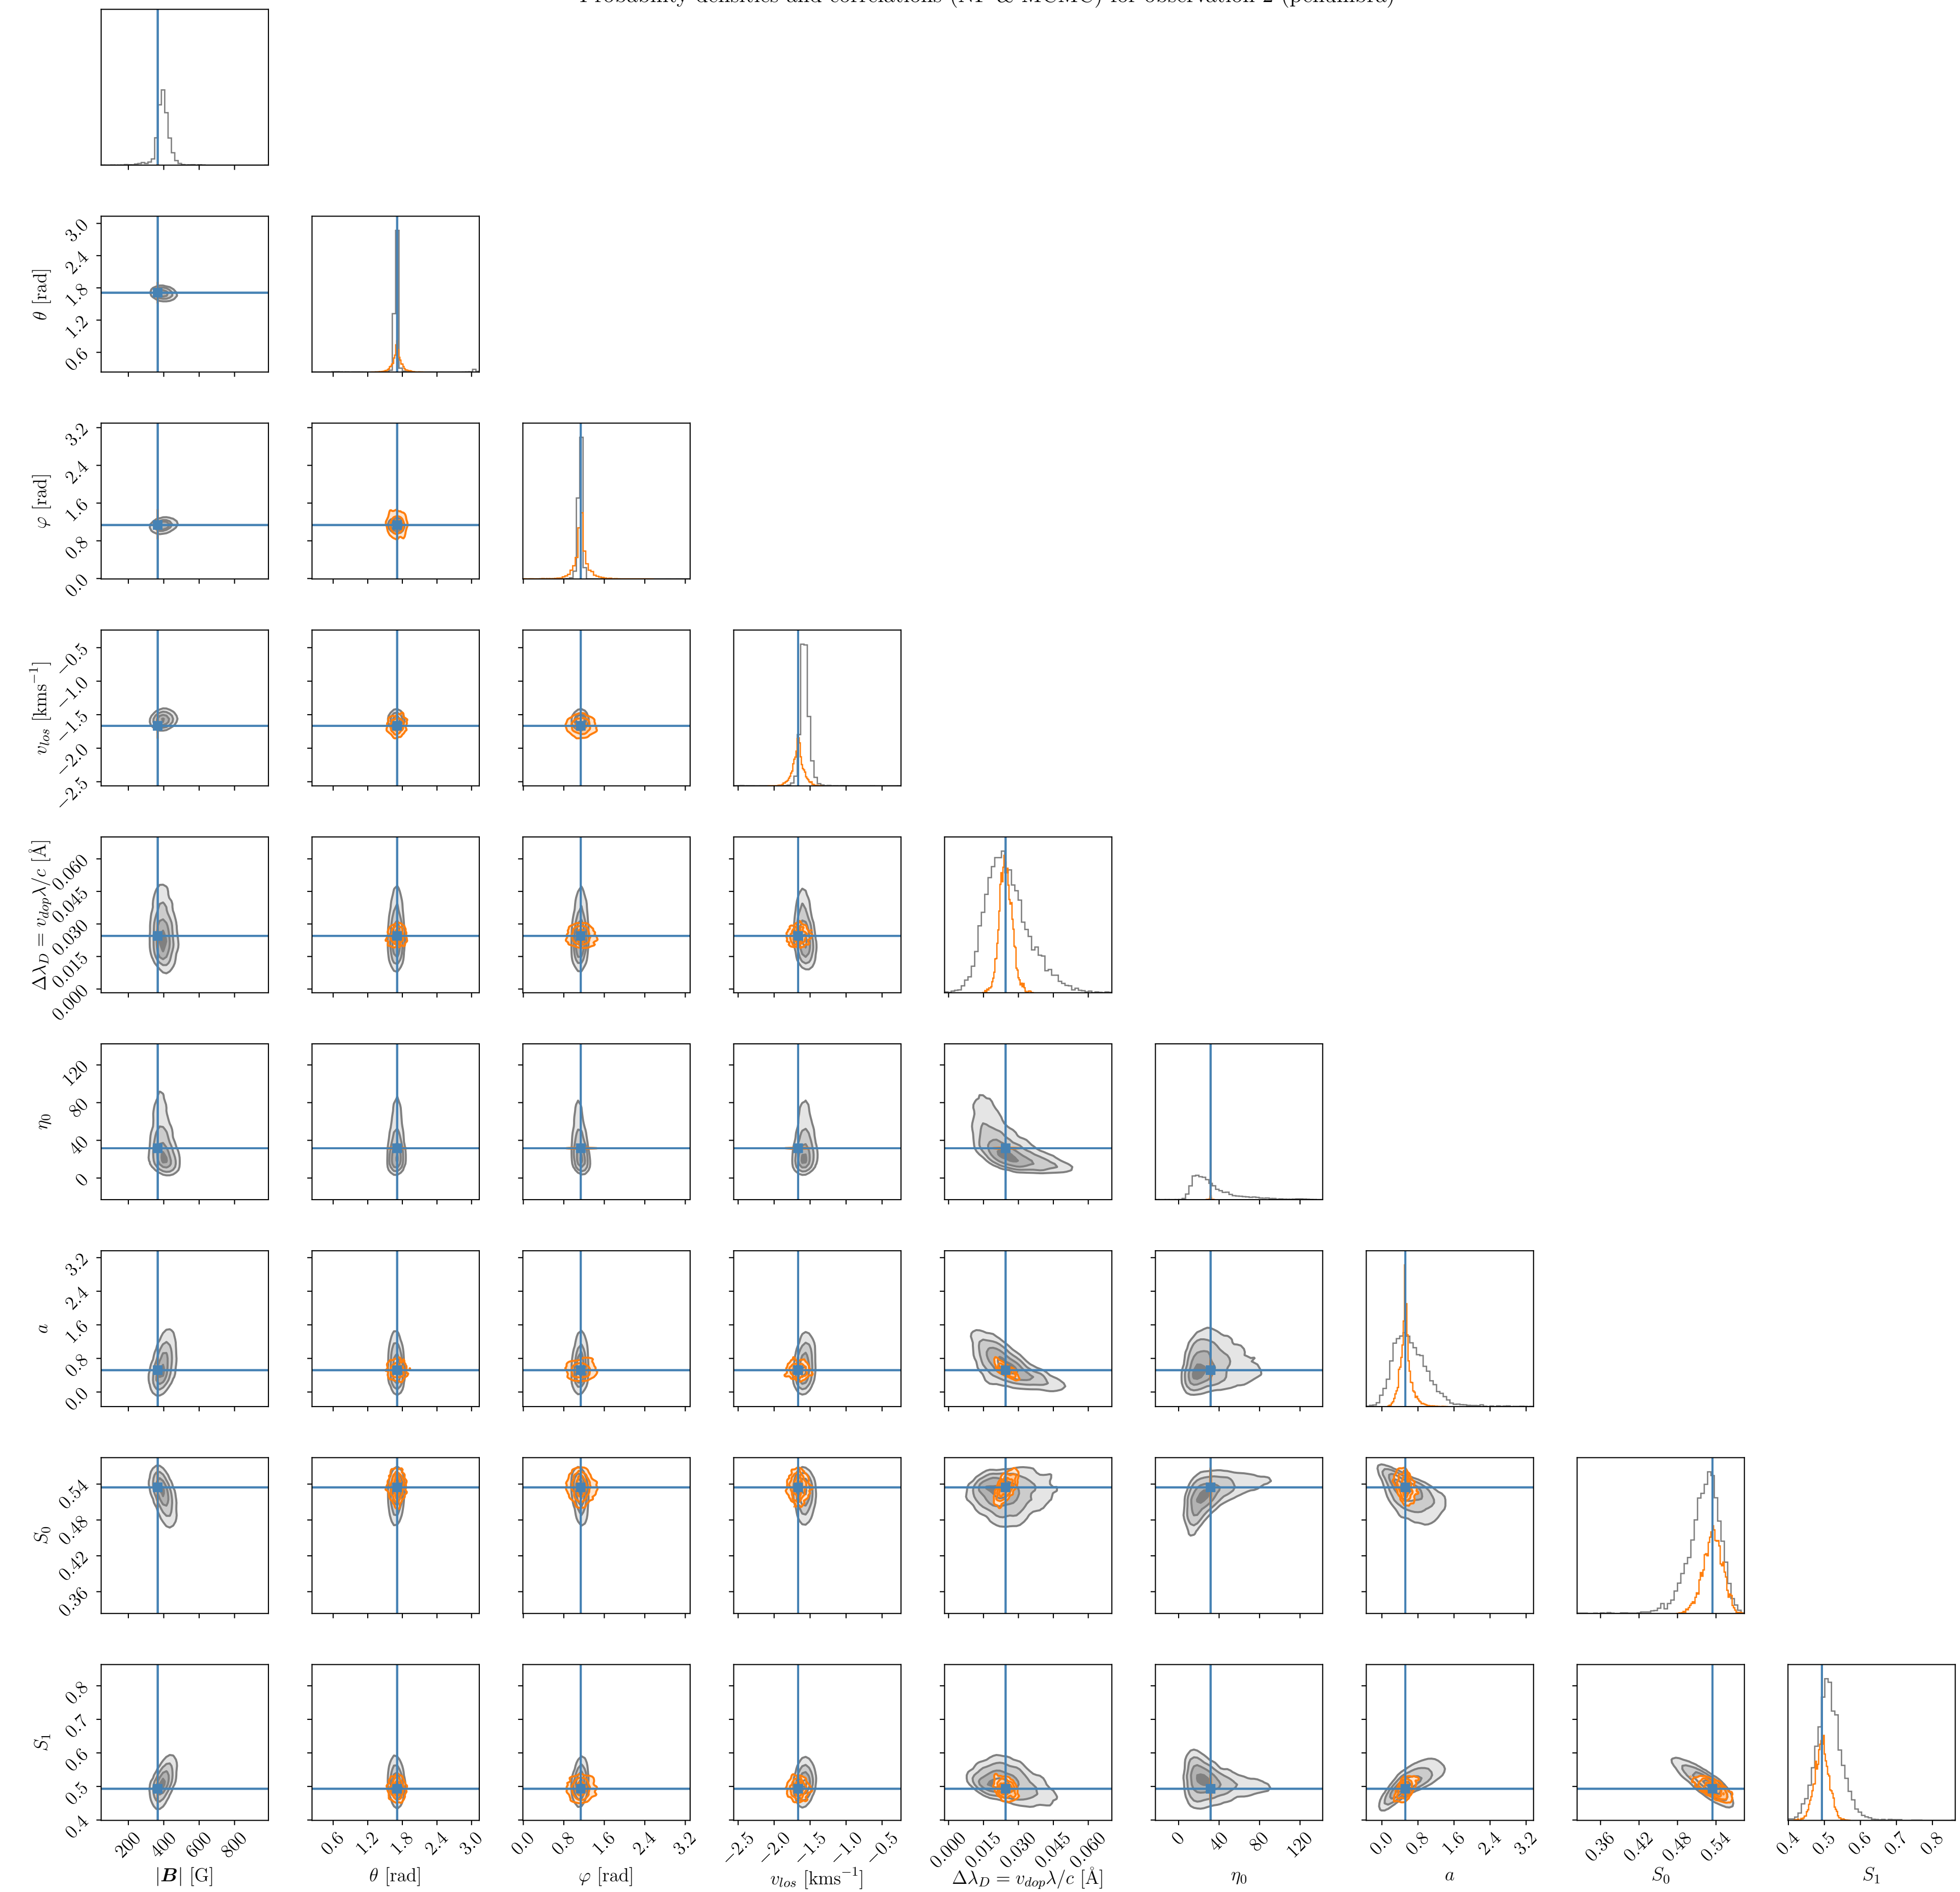 Probability densities and correlations (NF & MCMC) for observation 2 (penumbra)
θ [rad]
3.0
2.4
1.8
1.2
0.6
φ [rad]
3.2
2.4
1.6
0.8
0.0
v_los [kms⁻¹]
−0.5
−1.0
−1.5
−2.0
−2.5
Δλ_D = v_dop λ/c [Å]
0.060
0.045
0.030
0.015
0.000
η₀
120
80
40
0
a
3.2
2.4
1.6
0.8
0.0
S₀
0.54
0.48
0.42
0.36
S₁
0.8
0.7
0.6
0.5
0.4
200 400 600 800
|B| [G]
0.6 1.2 1.8 2.4 3.0
θ [rad]
0.0 0.8 1.6 2.4 3.2
φ [rad]
−2.5 −2.0 −1.5 −1.0 −0.5
v_los [kms⁻¹]
0.000 0.015 0.030 0.045 0.060
Δλ_D = v_dop λ/c [Å]
0 40 80 120
η₀
0.0 0.8 1.6 2.4 3.2
a
0.36 0.42 0.48 0.54
S₀
0.4 0.5 0.6 0.7 0.8
S₁